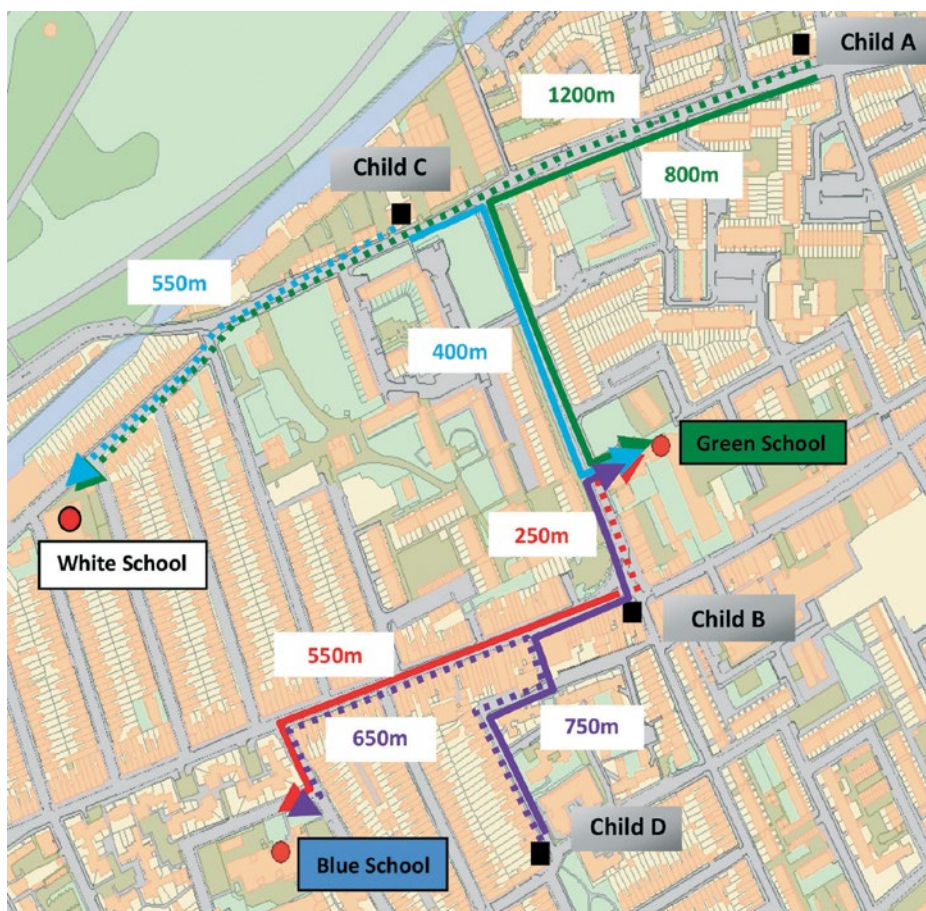 Child A
1200m
Child C
800m
550m
400m
Green School
250m
White School
Child B
550m
650m
750m
Child D
Blue School